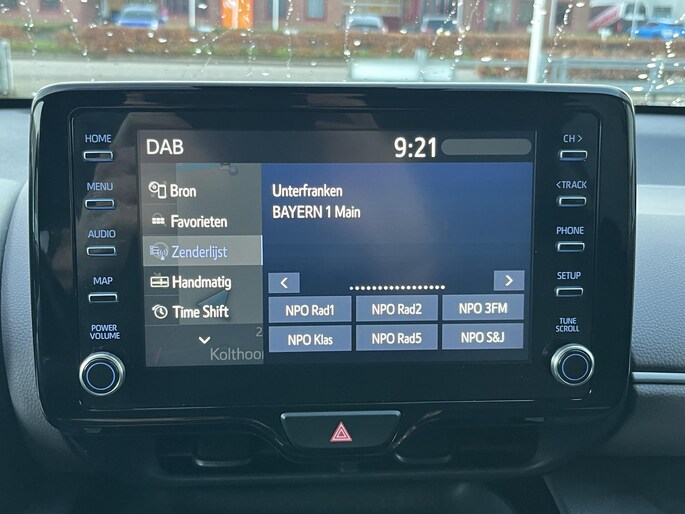 DAB 9:21
HOME
MENU
AUDIO
MAP
POWER
VOLUME
Bron
Favorieten
Zenderlijst
Handmatig
Time Shift
2
Kolthoor
Unterfranken
BAYERN 1 Main
< >
NPO Rad1 NPO Rad2 NPO 3FM
NPO Klas NPO Rad5 NPO S&J
CH >
< TRACK
PHONE
SETUP
TUNE
SCROLL